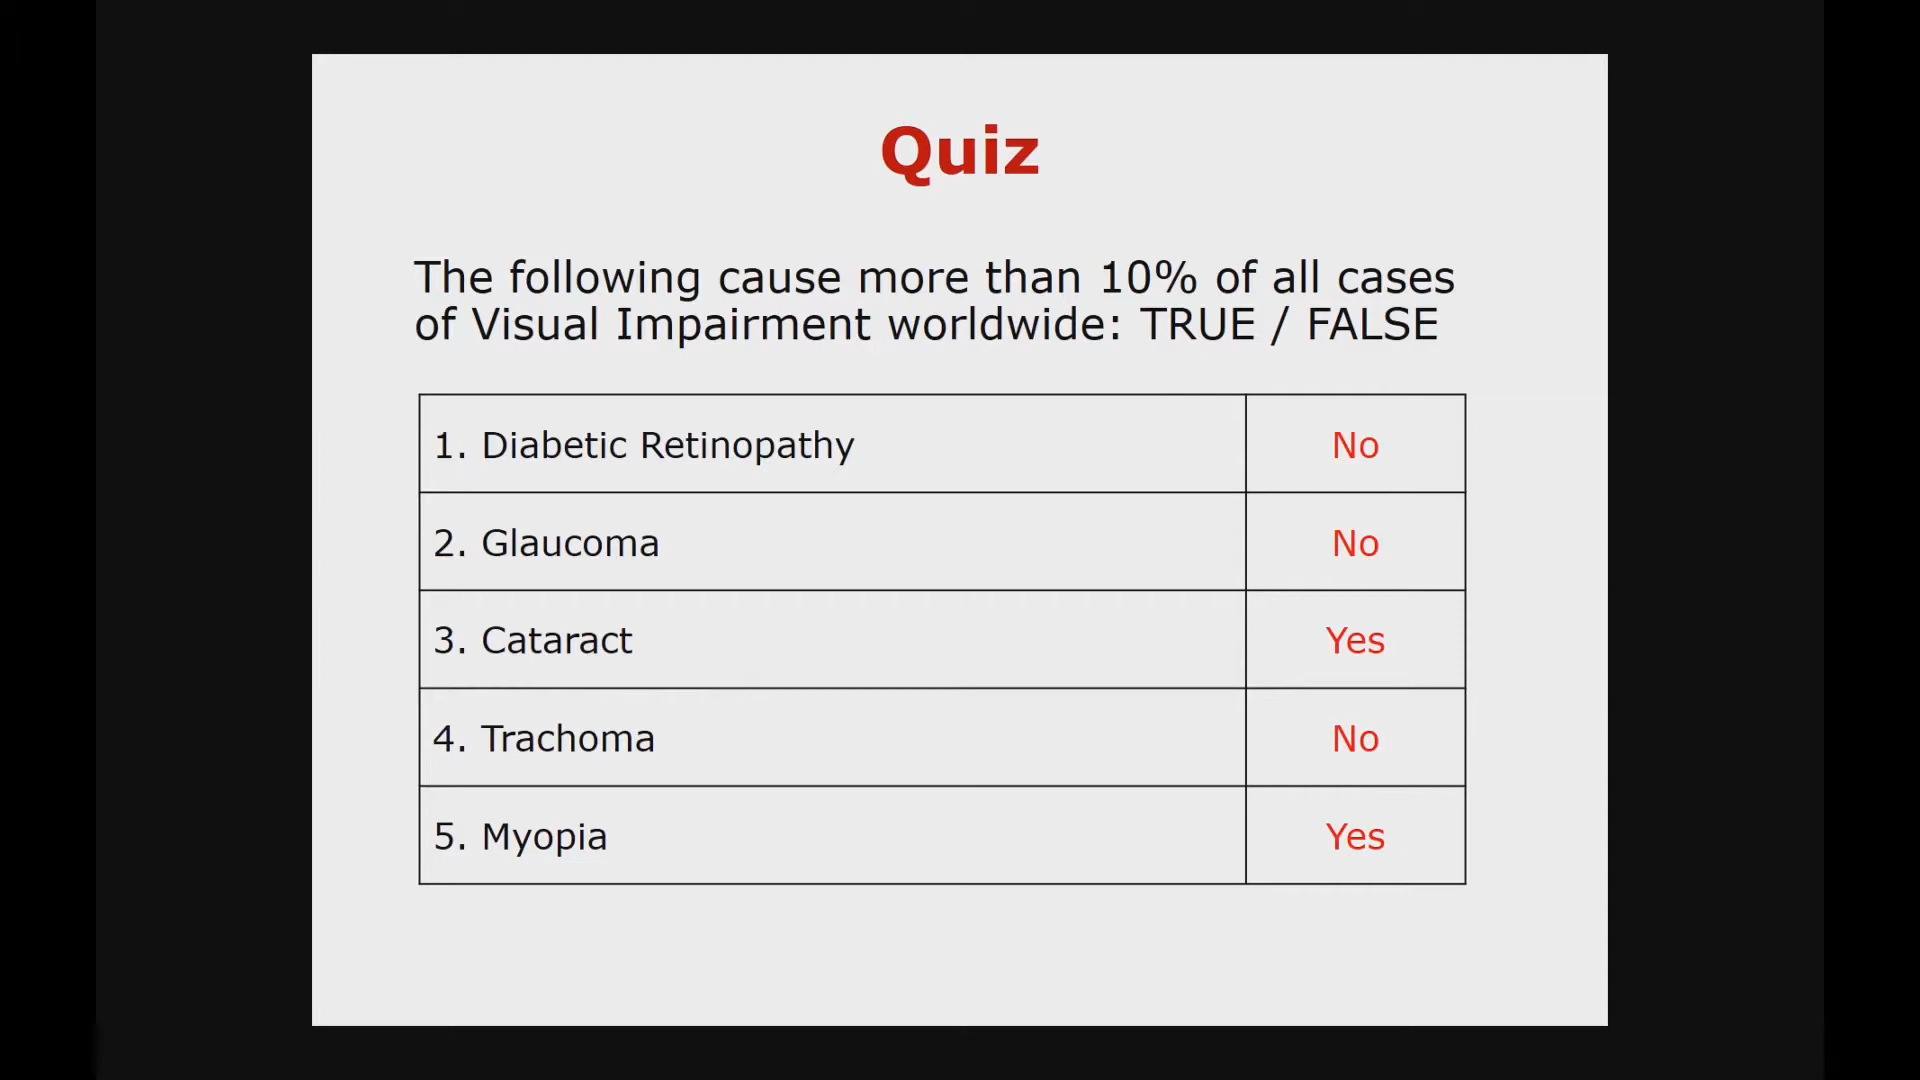 Quiz
The following cause more than 10% of all cases
of Visual Impairment worldwide: TRUE / FALSE
1. Diabetic Retinopathy No
2. Glaucoma No
3. Cataract Yes
4. Trachoma No
5. Myopia Yes